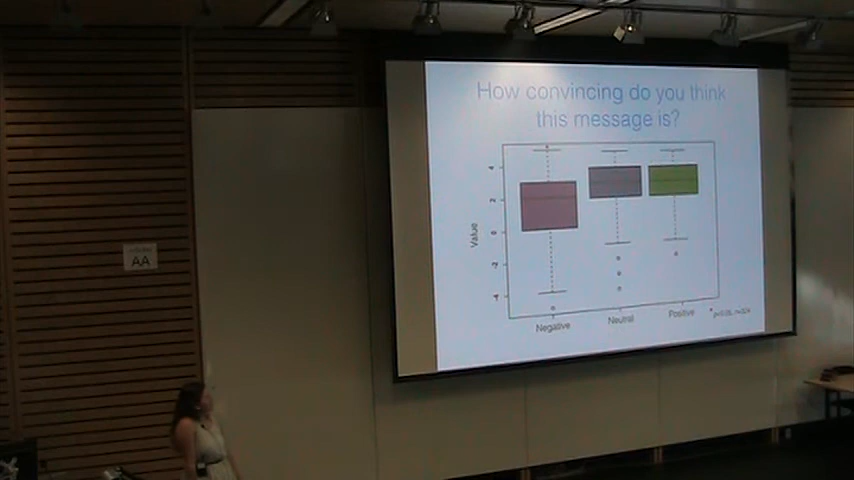 How convincing do you think
this message is?
Value
4
2
0
-2
-4
Negative
Neutral
Positive
AA